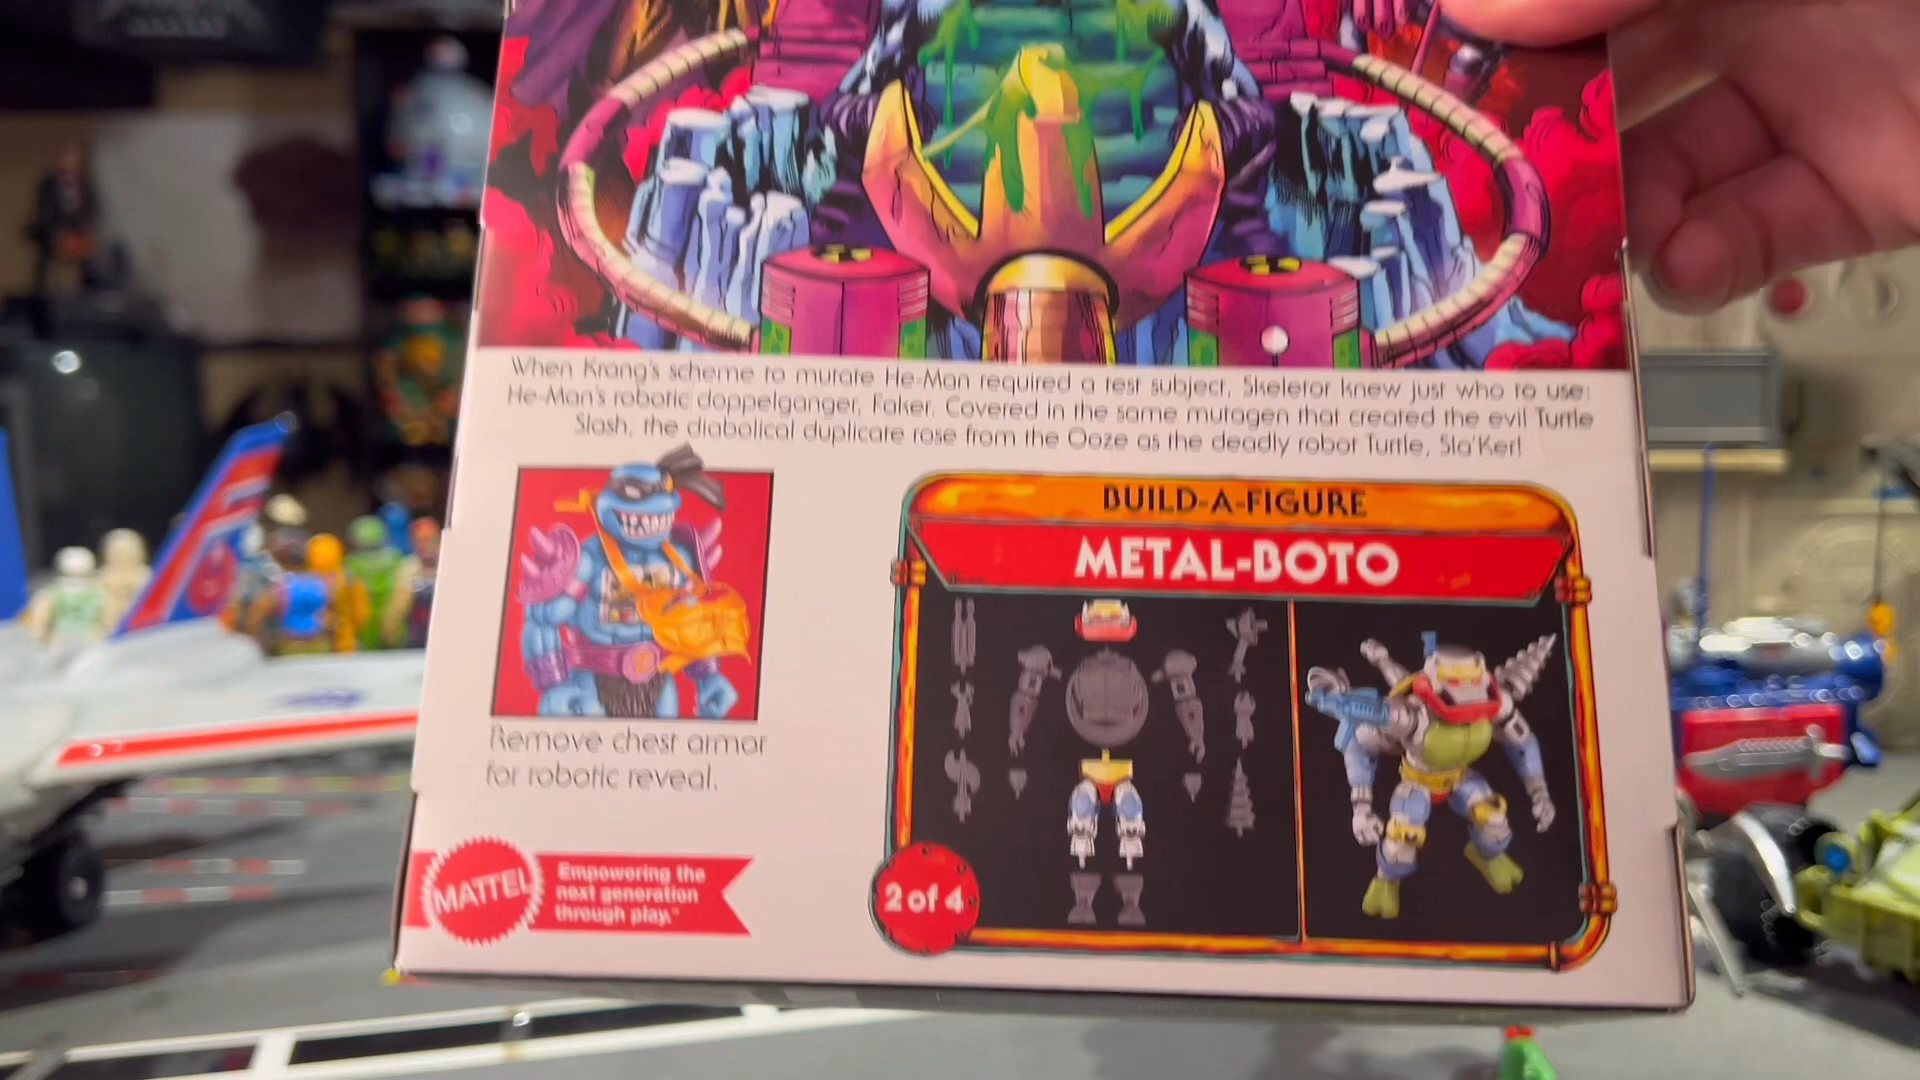 When Krang's scheme to mutate He-Man required a test subject, Skeletor knew just who to use:
He-Man's robotic doppelganger, Faker. Covered in the same mutagen that created the evil Turtle
Slash, the diabolical duplicate rose from the Ooze as the deadly robot Turtle, Sla'Ker!
BUILD-A-FIGURE
METAL-BOTO
Remove chest armor
for robotic reveal.
MATTEL
Empowering the
next generation
through play.™
2 of 4